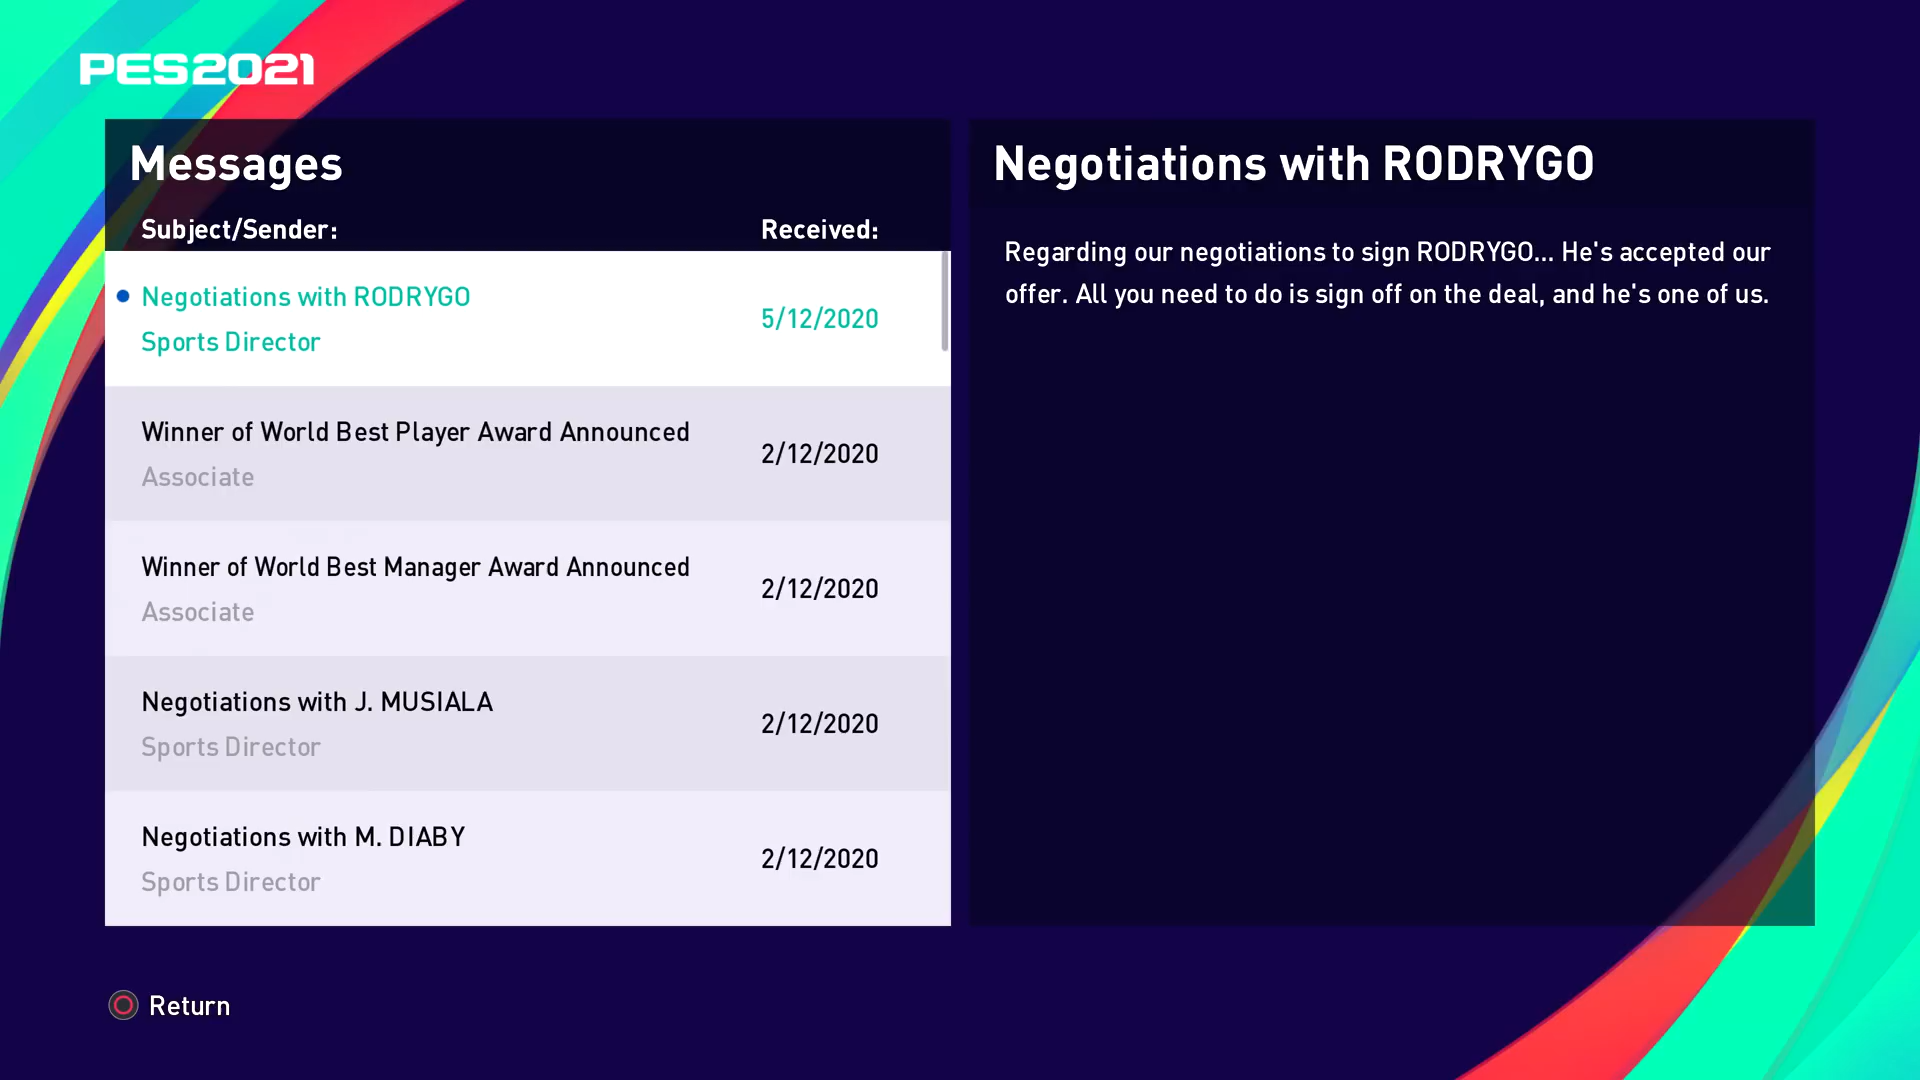 PES2021
Messages
Subject/Sender: Received:
Negotiations with RODRYGO
Sports Director
5/12/2020
Winner of World Best Player Award Announced
Associate
2/12/2020
Winner of World Best Manager Award Announced
Associate
2/12/2020
Negotiations with J. MUSIALA
Sports Director
2/12/2020
Negotiations with M. DIABY
Sports Director
2/12/2020
Negotiations with RODRYGO
Regarding our negotiations to sign RODRYGO... He's accepted our
offer. All you need to do is sign off on the deal, and he's one of us.
Return